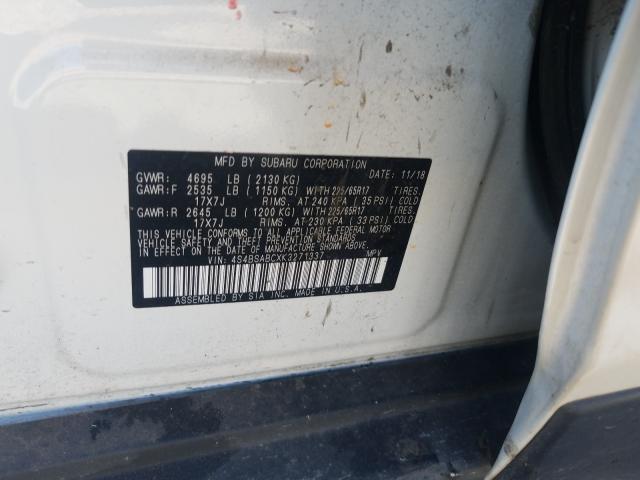 MFD BY SUBARU CORPORATION
GVWR: 4695 LB (2130 KG) DATE: 11/18
GAWR:F 2535 LB (1150 KG) WITH 225/65R17 TIRES,
17X7J RIMS, AT 240 KPA (35 PSI) COLD
GAWR:R 2645 LB (1200 KG) WITH 225/65R17 TIRES,
17X7J RIMS, AT 230 KPA (33 PSI) COLD
THIS VEHICLE CONFORMS TO ALL APPLICABLE FEDERAL MOTOR
VEHICLE SAFETY, BUMPER, AND THEFT PREVENTION
STANDARDS IN EFFECT ON THE DATE OF MANUFACTURE SHOWN ABOVE.
VIN: 4S4BSABCXK3271337 MPV
ASSEMBLED BY SIA INC. MADE IN U.S.A.